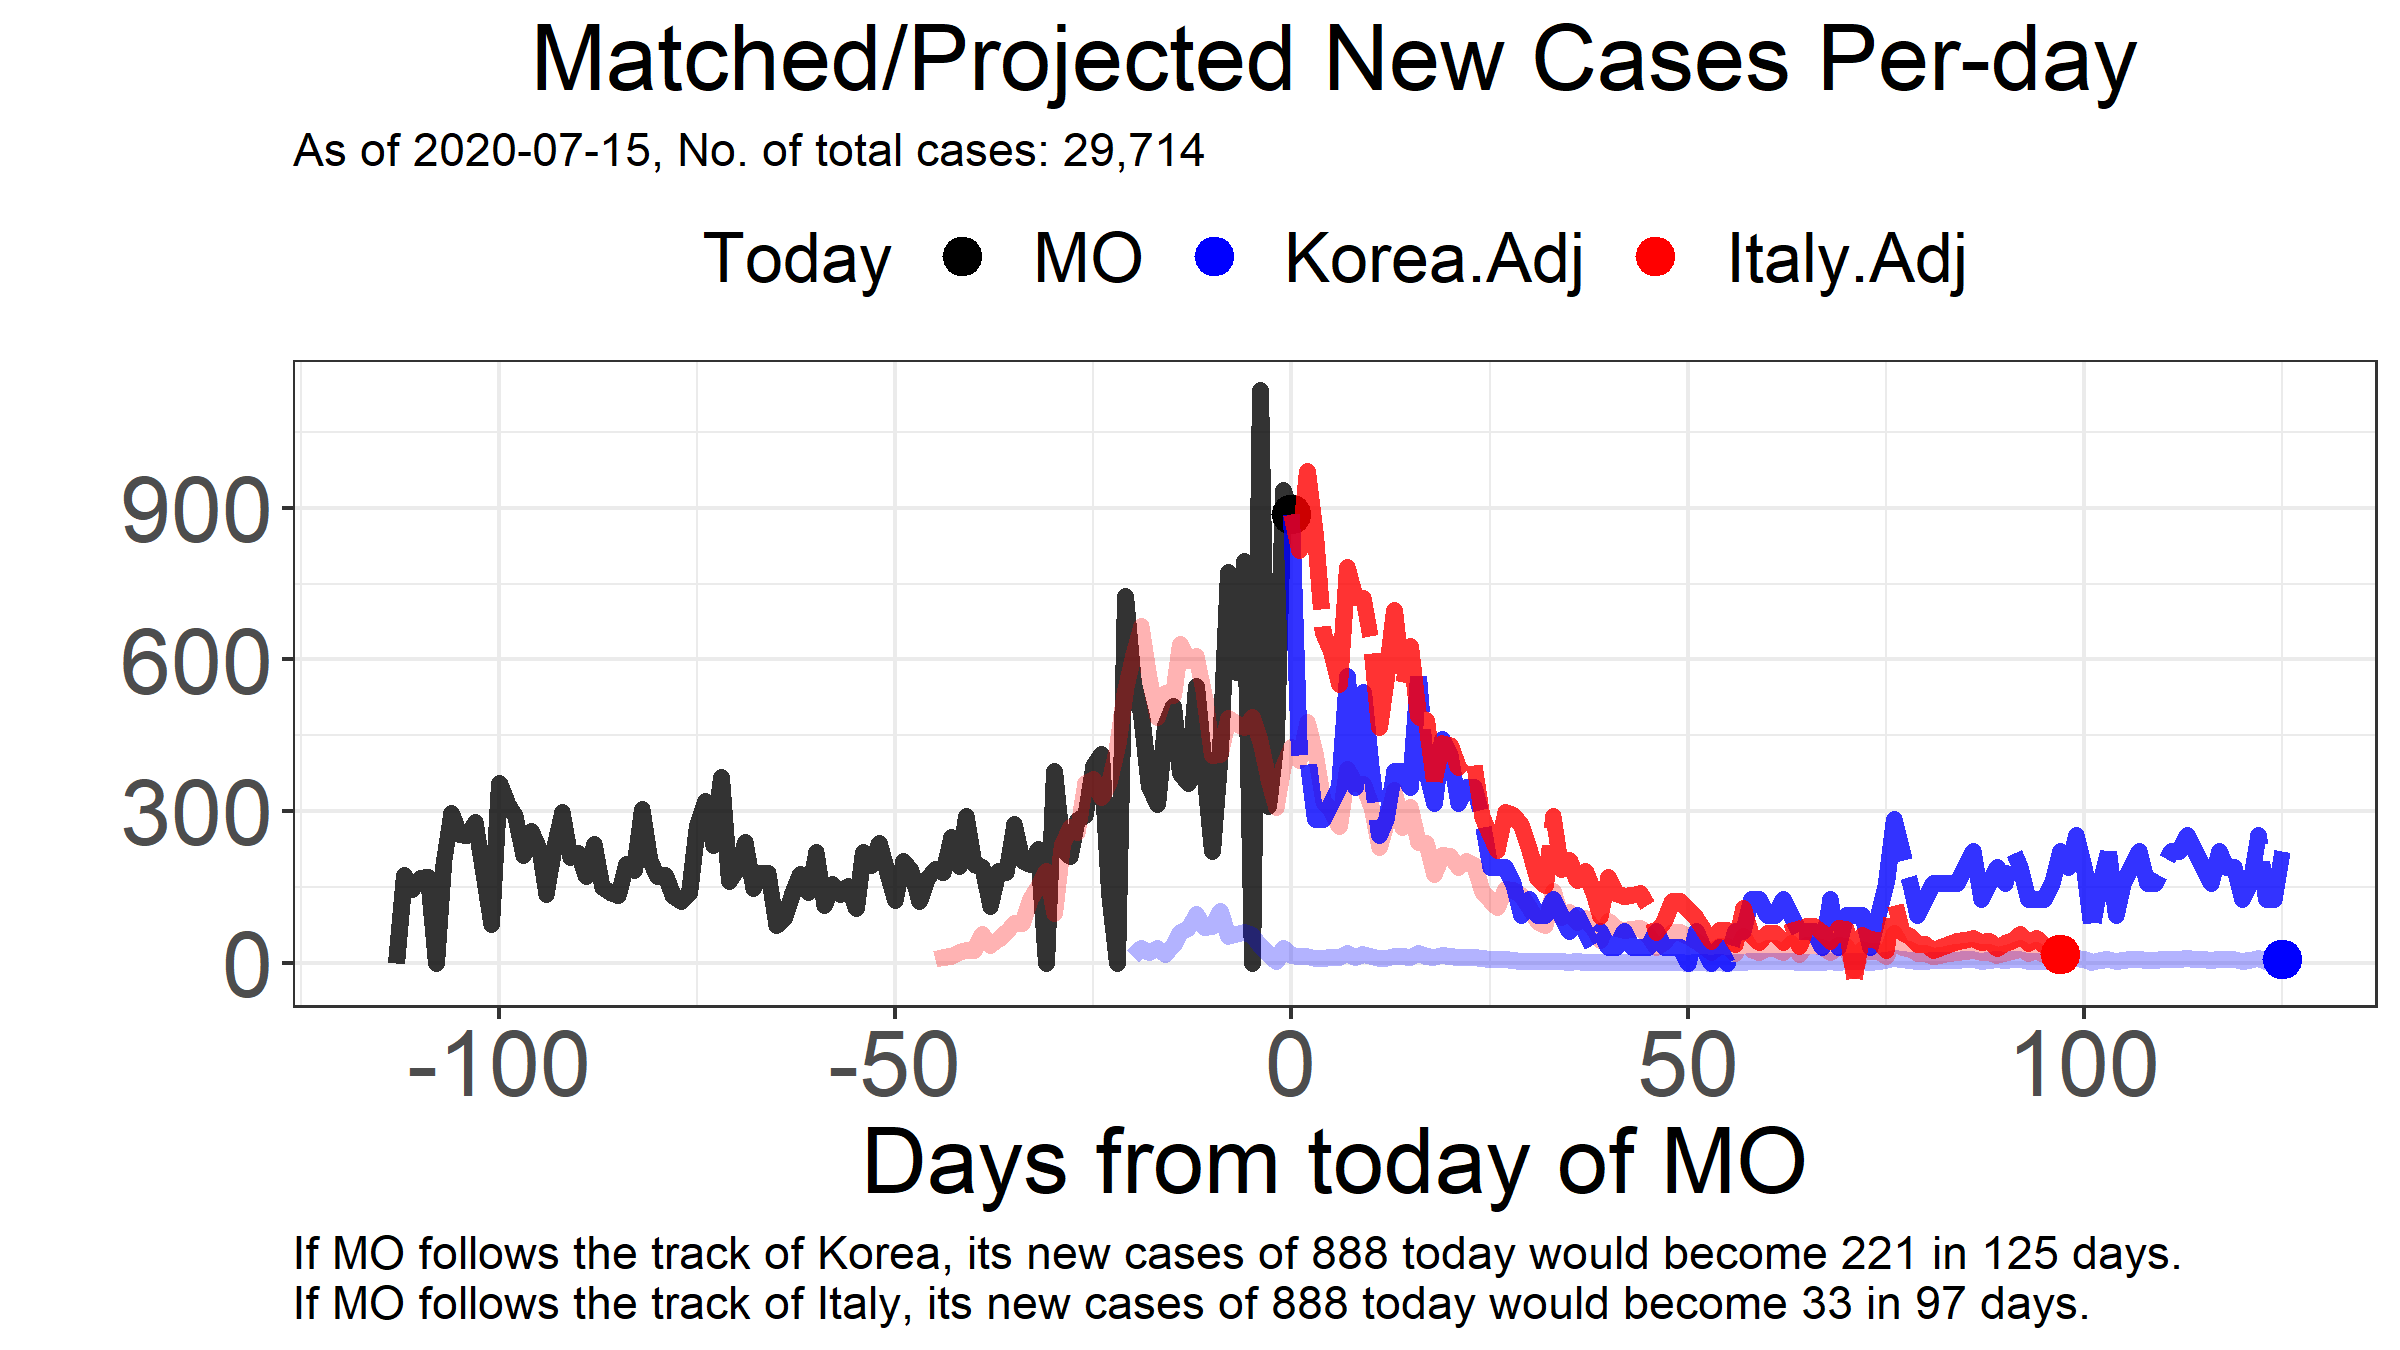 Matched/Projected New Cases Per-day
As of 2020-07-15, No. of total cases: 29,714
Today MO Korea.Adj Italy.Adj
900
600
300
0
-100 -50 0 50 100
Days from today of MO
If MO follows the track of Korea, its new cases of 888 today would become 221 in 125 days.
If MO follows the track of Italy, its new cases of 888 today would become 33 in 97 days.